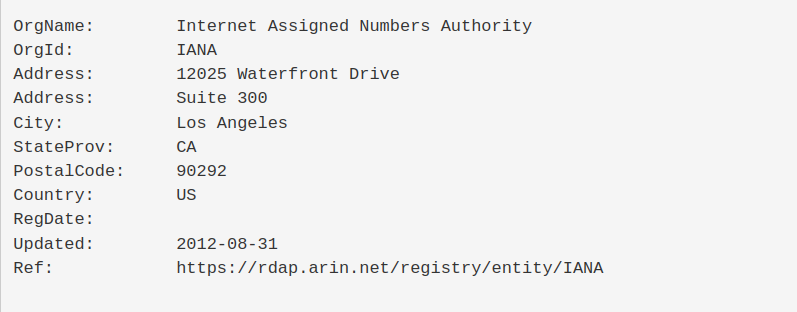 OrgName:        Internet Assigned Numbers Authority
OrgId:          IANA
Address:        12025 Waterfront Drive
Address:        Suite 300
City:           Los Angeles
StateProv:      CA
PostalCode:     90292
Country:        US
RegDate:
Updated:        2012-08-31
Ref:            https://rdap.arin.net/registry/entity/IANA